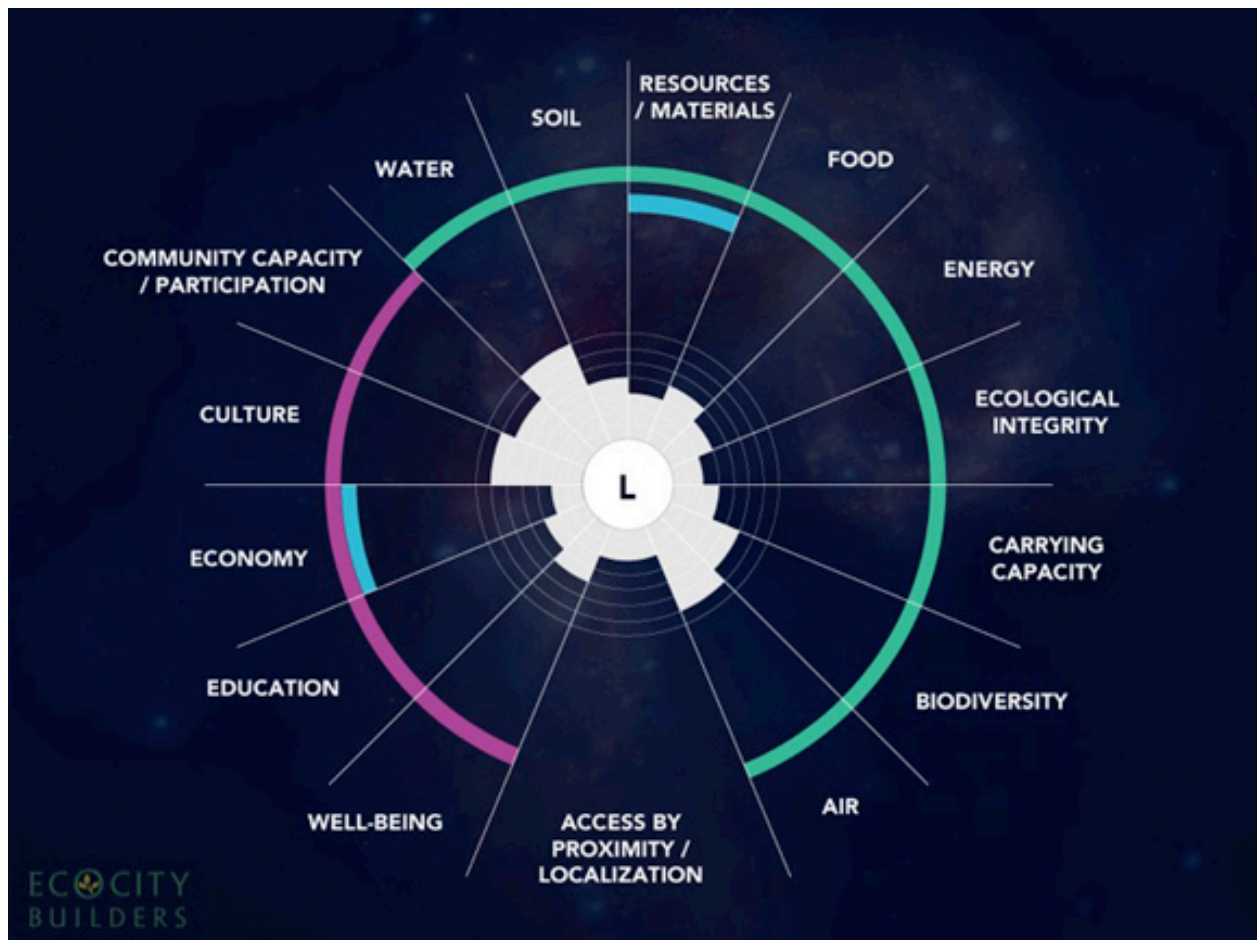 RESOURCES
/ MATERIALS
SOIL
FOOD
WATER
COMMUNITY CAPACITY
/ PARTICIPATION
ENERGY
CULTURE
ECOLOGICAL
INTEGRITY
L
ECONOMY
CARRYING
CAPACITY
EDUCATION
BIODIVERSITY
WELL-BEING
ACCESS BY
PROXIMITY /
LOCALIZATION
AIR
ECOCITY
BUILDERS